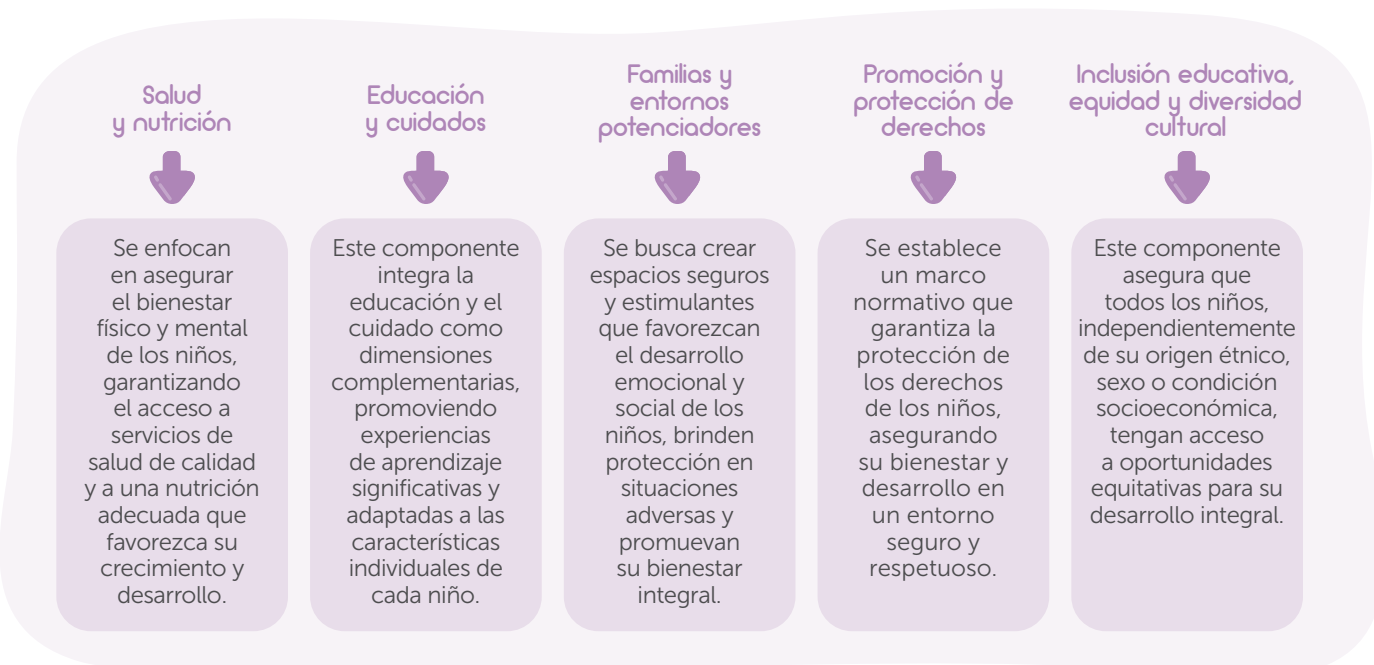 Salud
y nutrición
Se enfocan
en asegurar
el bienestar
físico y mental
de los niños,
garantizando
el acceso a
servicios de
salud de calidad
y a una nutrición
adecuada que
favorezca su
crecimiento y
desarrollo.
Educación
y cuidados
Este componente
integra la
educación y el
cuidado como
dimensiones
complementarias,
promoviendo
experiencias
de aprendizaje
significativas y
adaptadas a las
características
individuales de
cada niño.
Familias y
entornos
potenciadores
Se busca crear
espacios seguros
y estimulantes
que favorezcan
el desarrollo
emocional y
social de los
niños, brinden
protección en
situaciones
adversas y
promuevan
su bienestar
integral.
Promoción y
protección de
derechos
Se establece
un marco
normativo que
garantiza la
protección de
los derechos
de los niños,
asegurando
su bienestar y
desarrollo en
un entorno
seguro y
respetuoso.
Inclusión educativa,
equidad y diversidad
cultural
Este componente
asegura que
todos los niños,
independientemente
de su origen étnico,
sexo o condición
socioeconómica,
tengan acceso
a oportunidades
equitativas para su
desarrollo integral.